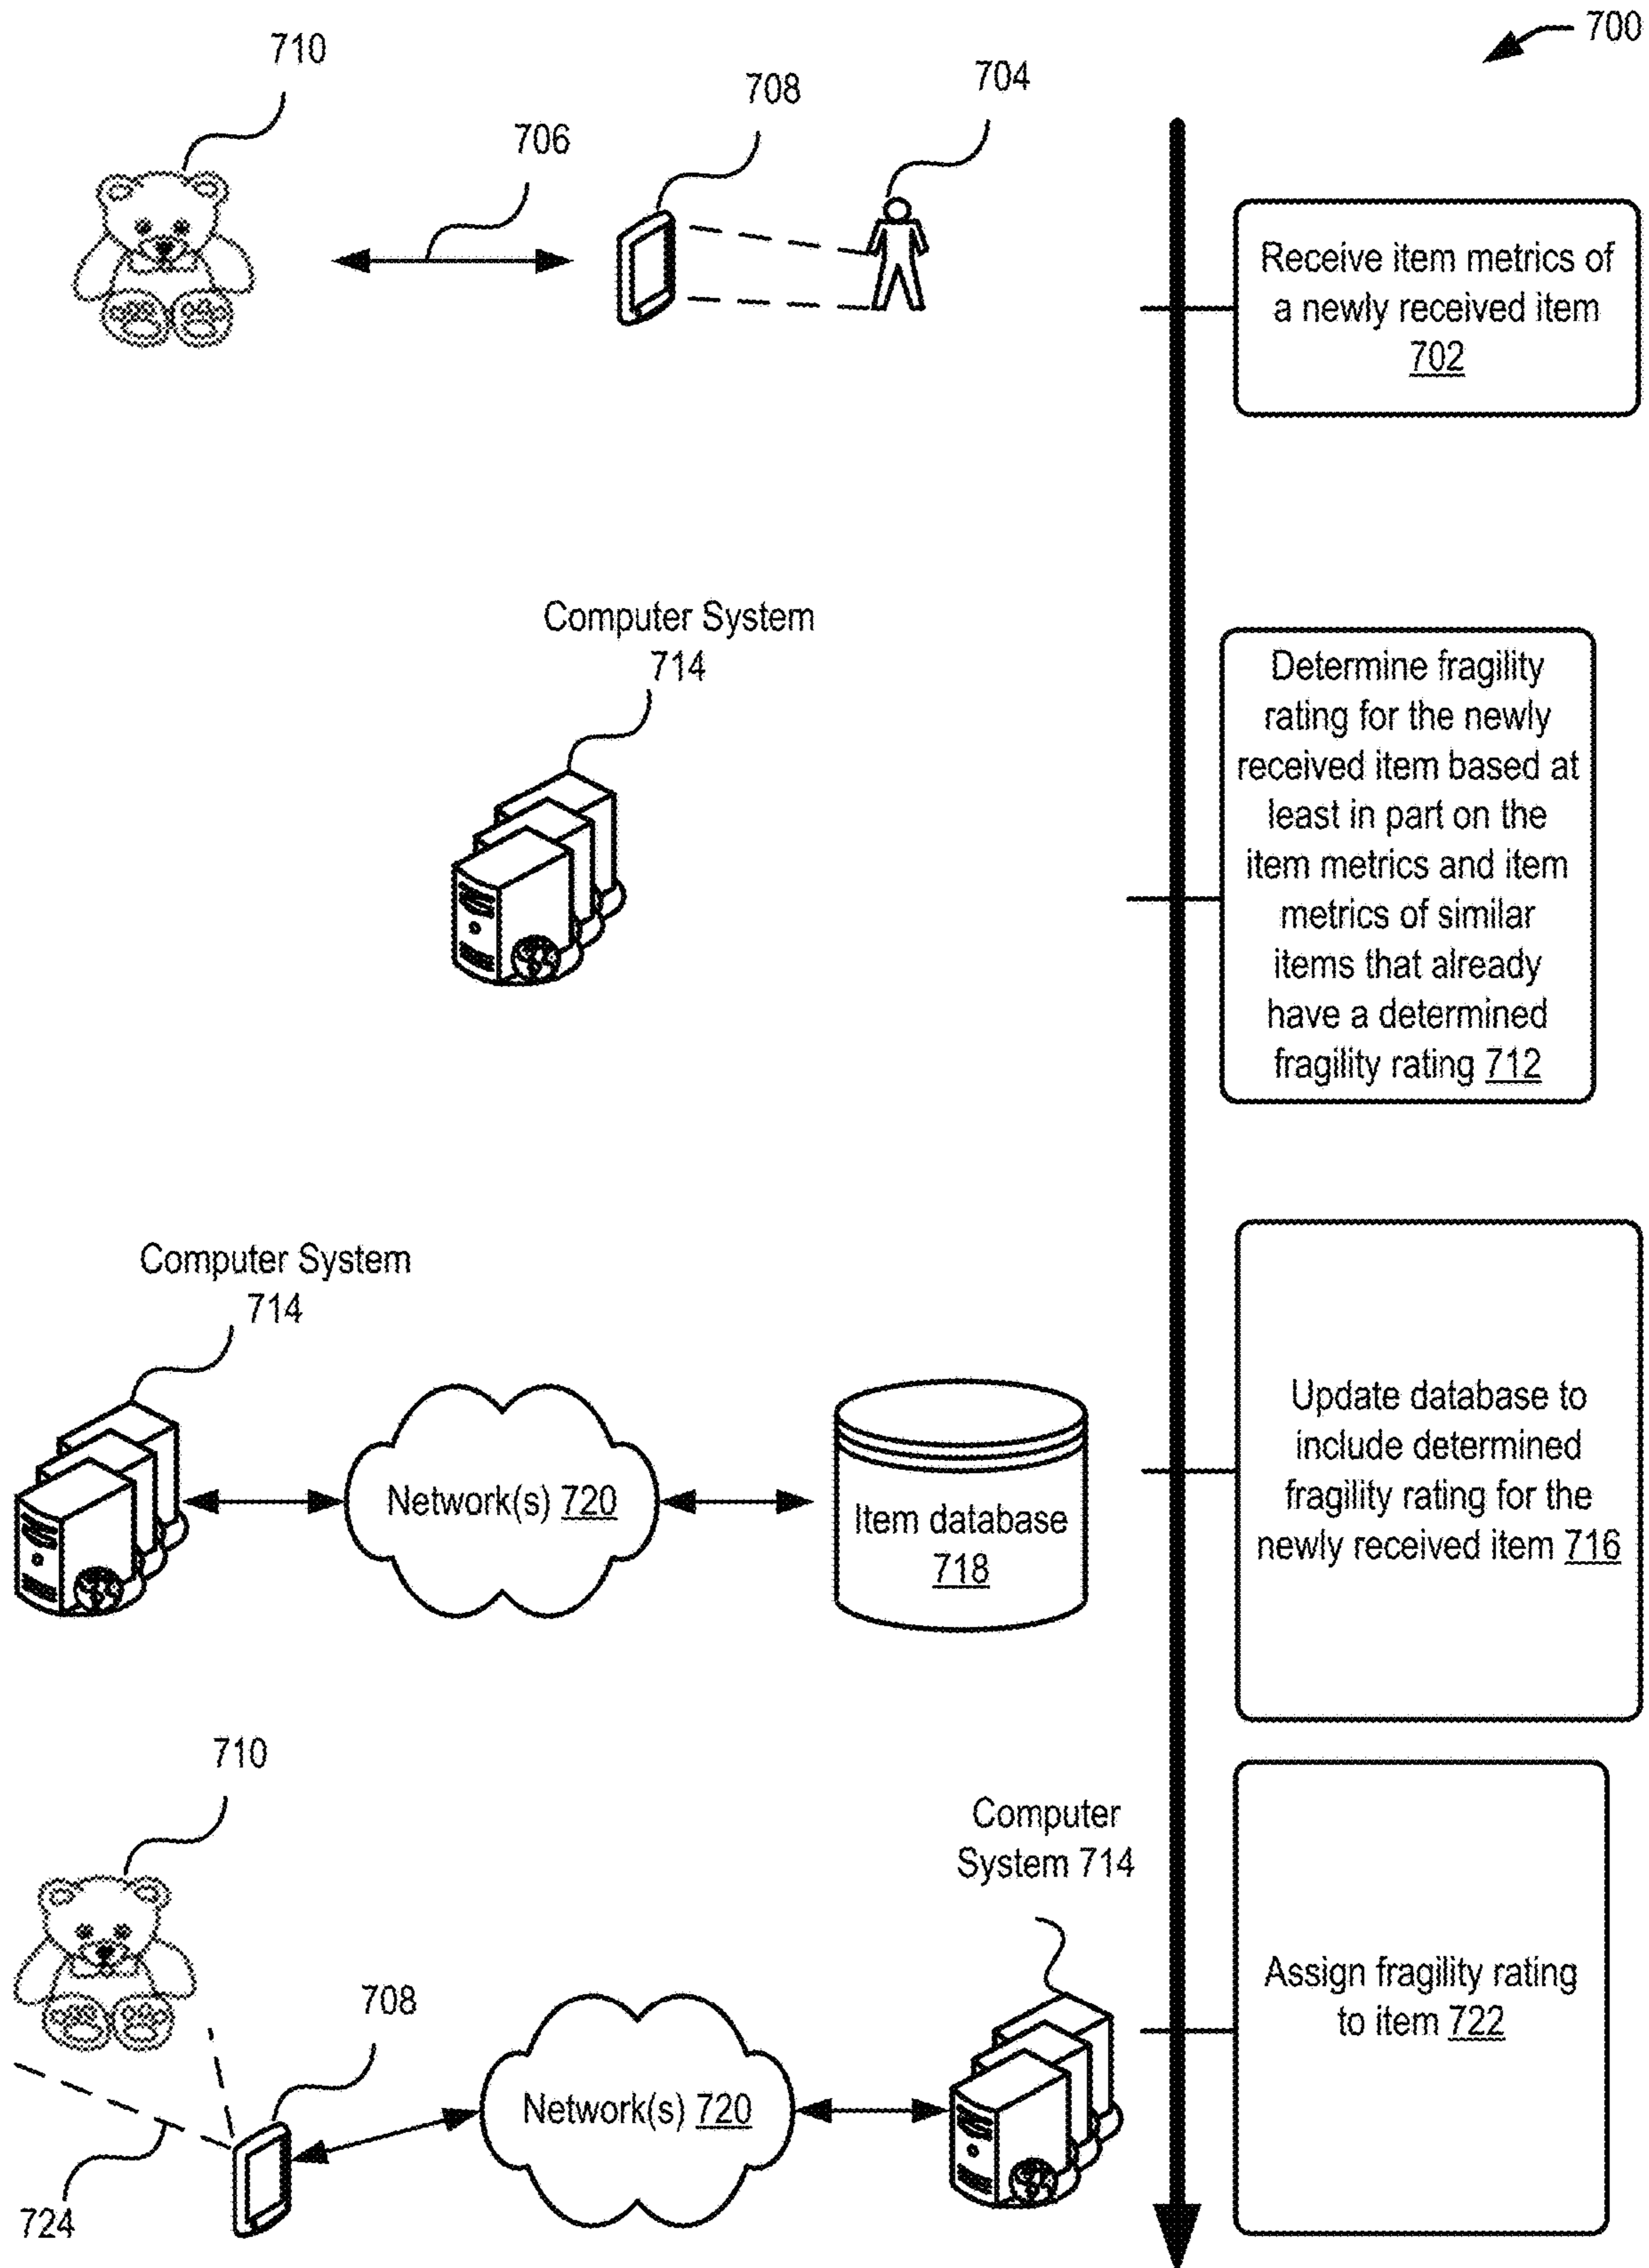 700
710
706
708
704
Receive item metrics of
a newly received item
702
Computer System
714
Determine fragility
rating for the newly
received item based at
least in part on the
item metrics and item
metrics of similar
items that already
have a determined
fragility rating 712
Computer System
714
Network(s) 720
Item database
718
Update database to
include determined
fragility rating for the
newly received item 716
710
708
724
Network(s) 720
Computer
System 714
Assign fragility rating
to item 722